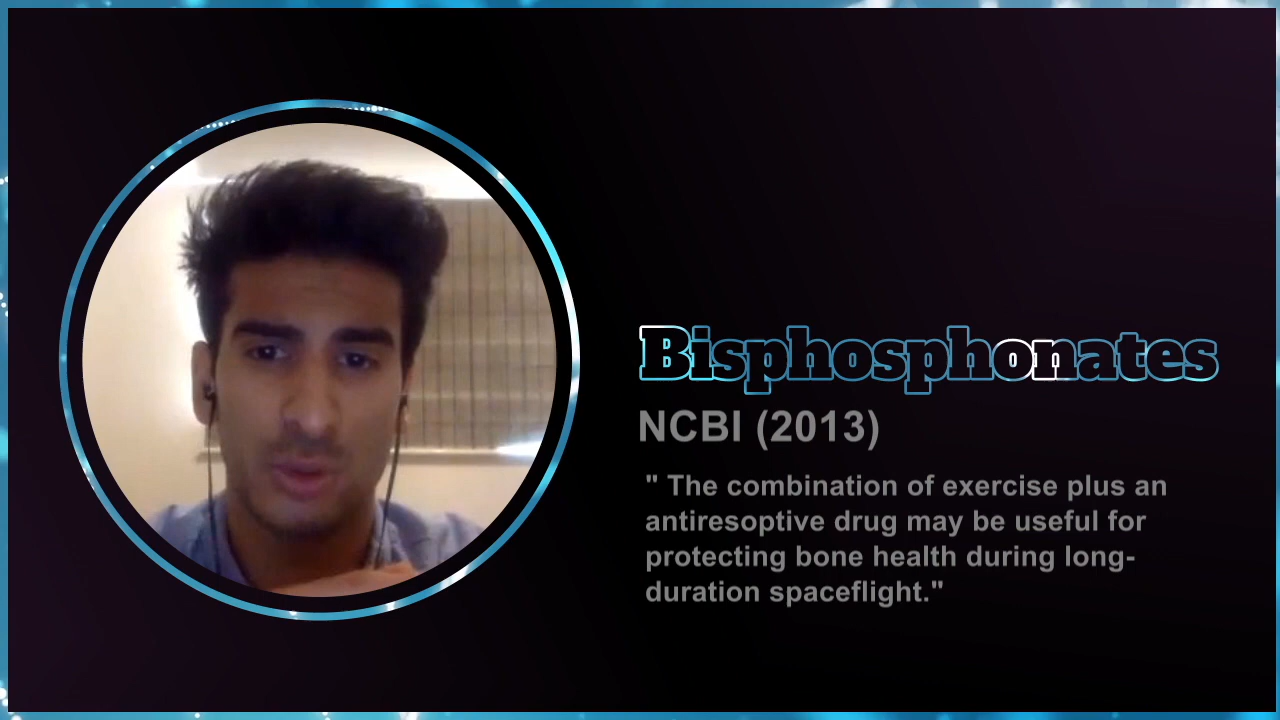 Bisphosphonates
NCBI (2013)
" The combination of exercise plus an
antiresoptive drug may be useful for
protecting bone health during long-
duration spaceflight."